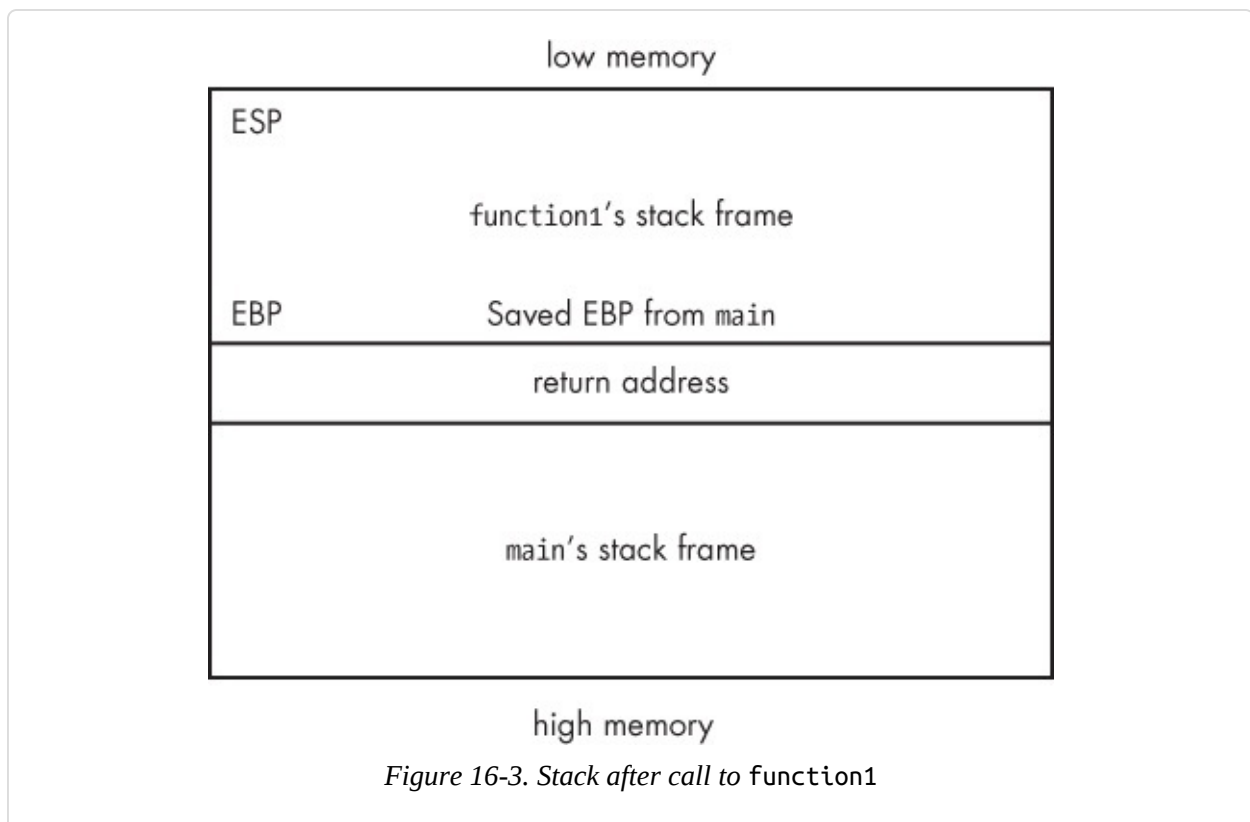 low memory
ESP
function1's stack frame
EBP Saved EBP from main
return address
main's stack frame
high memory
Figure 16-3. Stack after call to function1